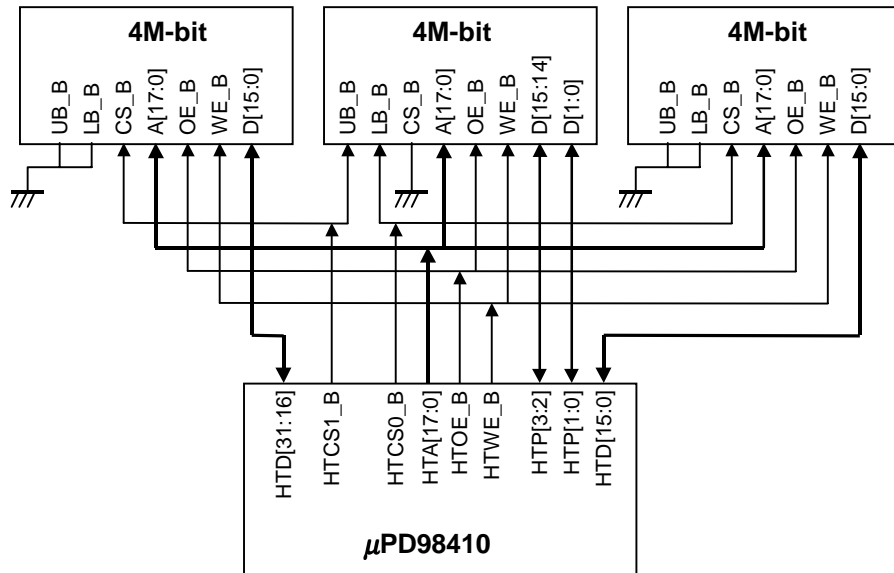 4M-bit
UB_B
LB_B
CS_B
A[17:0]
OE_B
WE_B
D[15:0]
4M-bit
UB_B
LB_B
CS_B
A[17:0]
OE_B
WE_B
D[15:14]
D[1:0]
4M-bit
UB_B
LB_B
CS_B
A[17:0]
OE_B
WE_B
D[15:0]
HTD[31:16]
HTCS1_B
HTCS0_B
HTA[17:0]
HTOE_B
HTWE_B
HTP[3:2]
HTP[1:0]
HTD[15:0]
μPD98410